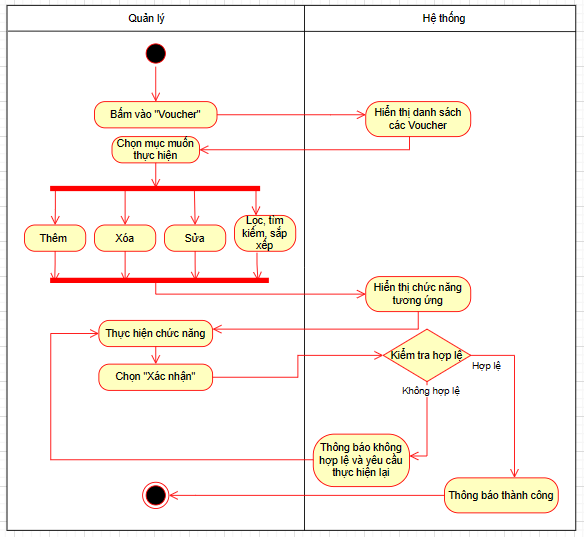 Quản lý
Hệ thống
Bấm vào "Voucher"
Hiển thị danh sách
các Voucher
Chọn mục muốn
thực hiện
Thêm
Xóa
Sửa
Lọc, tìm
kiếm, sắp
xếp
Hiển thị chức năng
tương ứng
Thực hiện chức năng
Kiểm tra hợp lệ
Hợp lệ
Chọn "Xác nhận"
Không hợp lệ
Thông báo không
hợp lệ và yêu cầu
thực hiện lại
Thông báo thành công